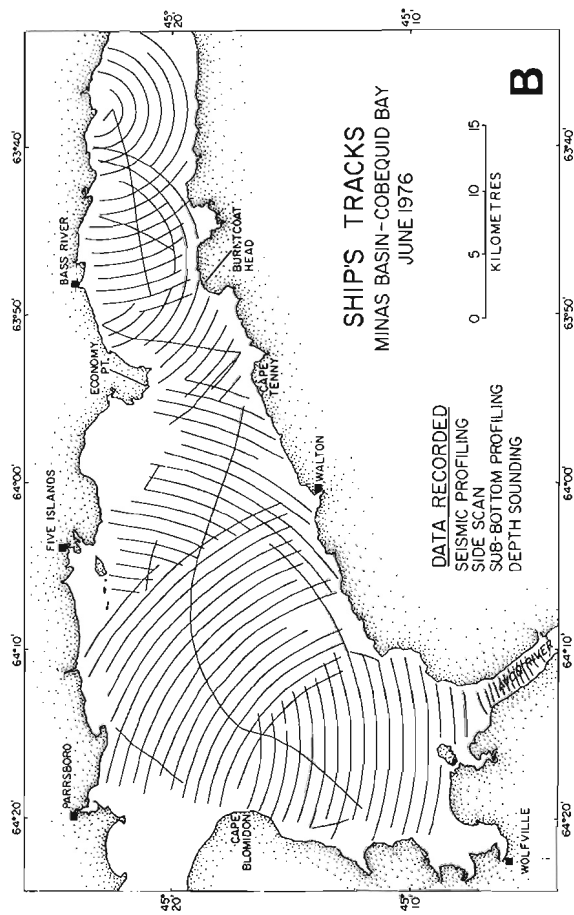 64°20'
64°10'
64°00'
63°50'
63°40'
PARRSBORO
FIVE ISLANDS
BASS RIVER
ECONOMY
PT.
45°
20'
45°
20'
CAPE
BLOMIDON
CAPE
TENNY
BURNTCOAT
HEAD
WALTON
SHIP'S TRACKS
MINAS BASIN-COBEQUID BAY
JUNE 1976
45°
10'
45°
10'
DATA RECORDED
SEISMIC PROFILING
SIDE SCAN
SUB-BOTTOM PROFILING
DEPTH SOUNDING
0 5 10 15
KILOMETRES
AVON RIVER
WOLFVILLE
B
64°20'
64°10'
64°00'
63°50'
63°40'